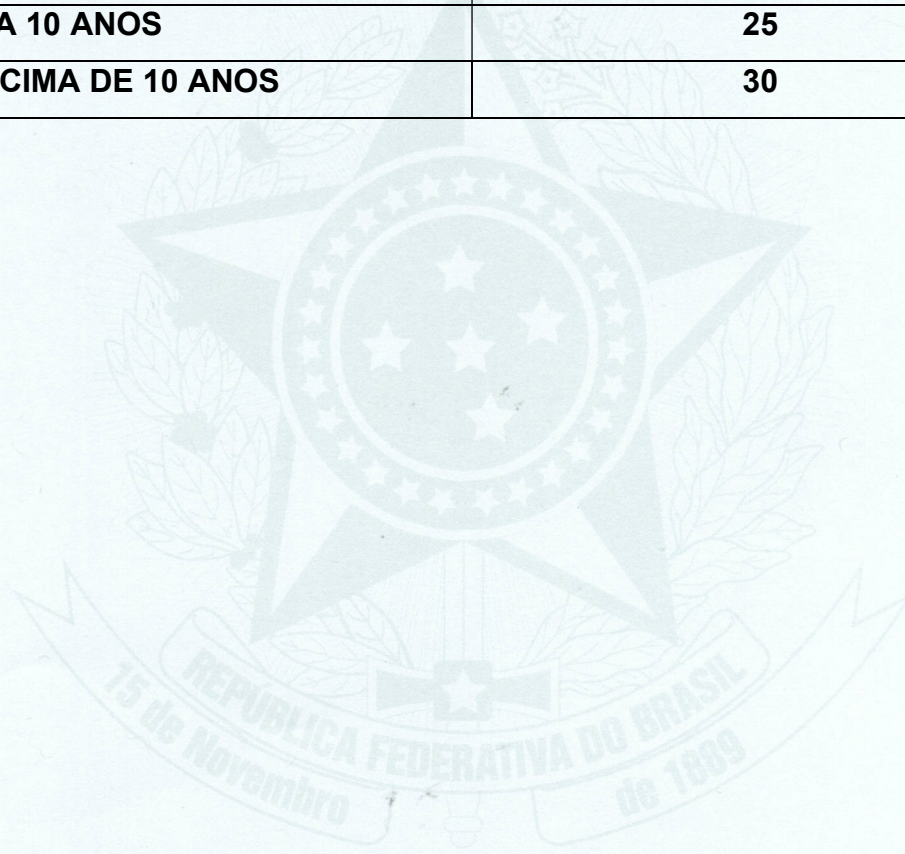 A 10 ANOS 25
CIMA DE 10 ANOS 30
REPÚBLICA FEDERATIVA DO BRASIL
15 de Novembro de 1889